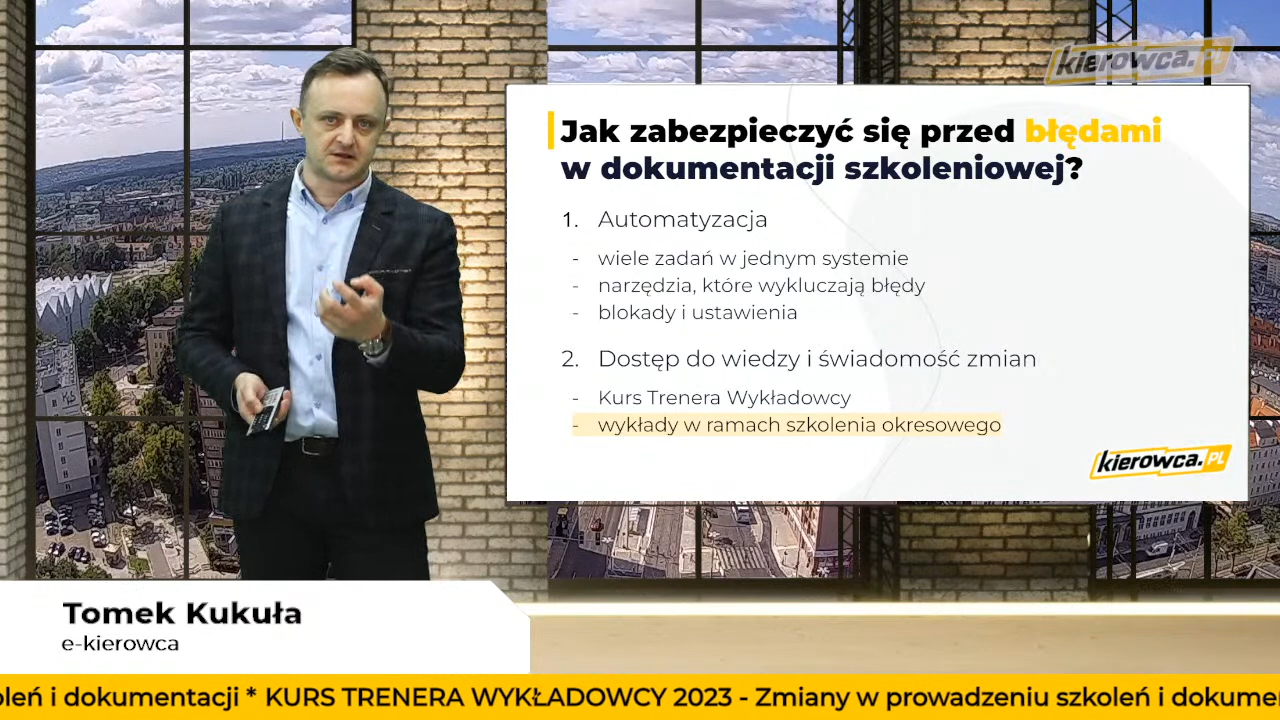 kierowca.PL
Jak zabezpieczyć się przed błędami
w dokumentacji szkoleniowej?
1. Automatyzacja
- wiele zadań w jednym systemie
- narzędzia, które wykluczają błędy
- blokady i ustawienia
2. Dostęp do wiedzy i świadomość zmian
- Kurs Trenera Wykładowcy
- wykłady w ramach szkolenia okresowego
kierowca.PL
Tomek Kukuła
e-kierowca
oleń i dokumentacji * KURS TRENERA WYKŁADOWCY 2023 - Zmiany w prowadzeniu szkoleń i dokume